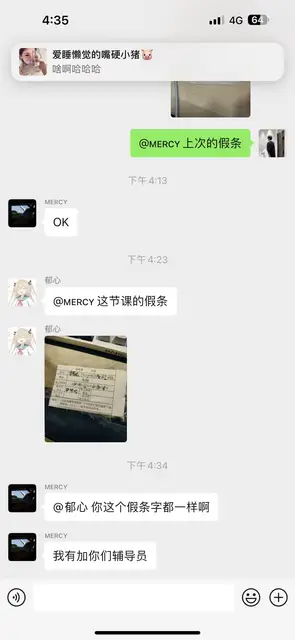 4:35
4G 64
爱睡懒觉的嘴硬小猪🐷
啥啊哈哈哈
@MERCY 上次的假条
下午4:13
MERCY
OK
下午4:23
郁心
@MERCY 这节课的假条
郁心
下午4:34
MERCY
@郁心 你这个假条字都一样啊
MERCY
我有加你们辅导员